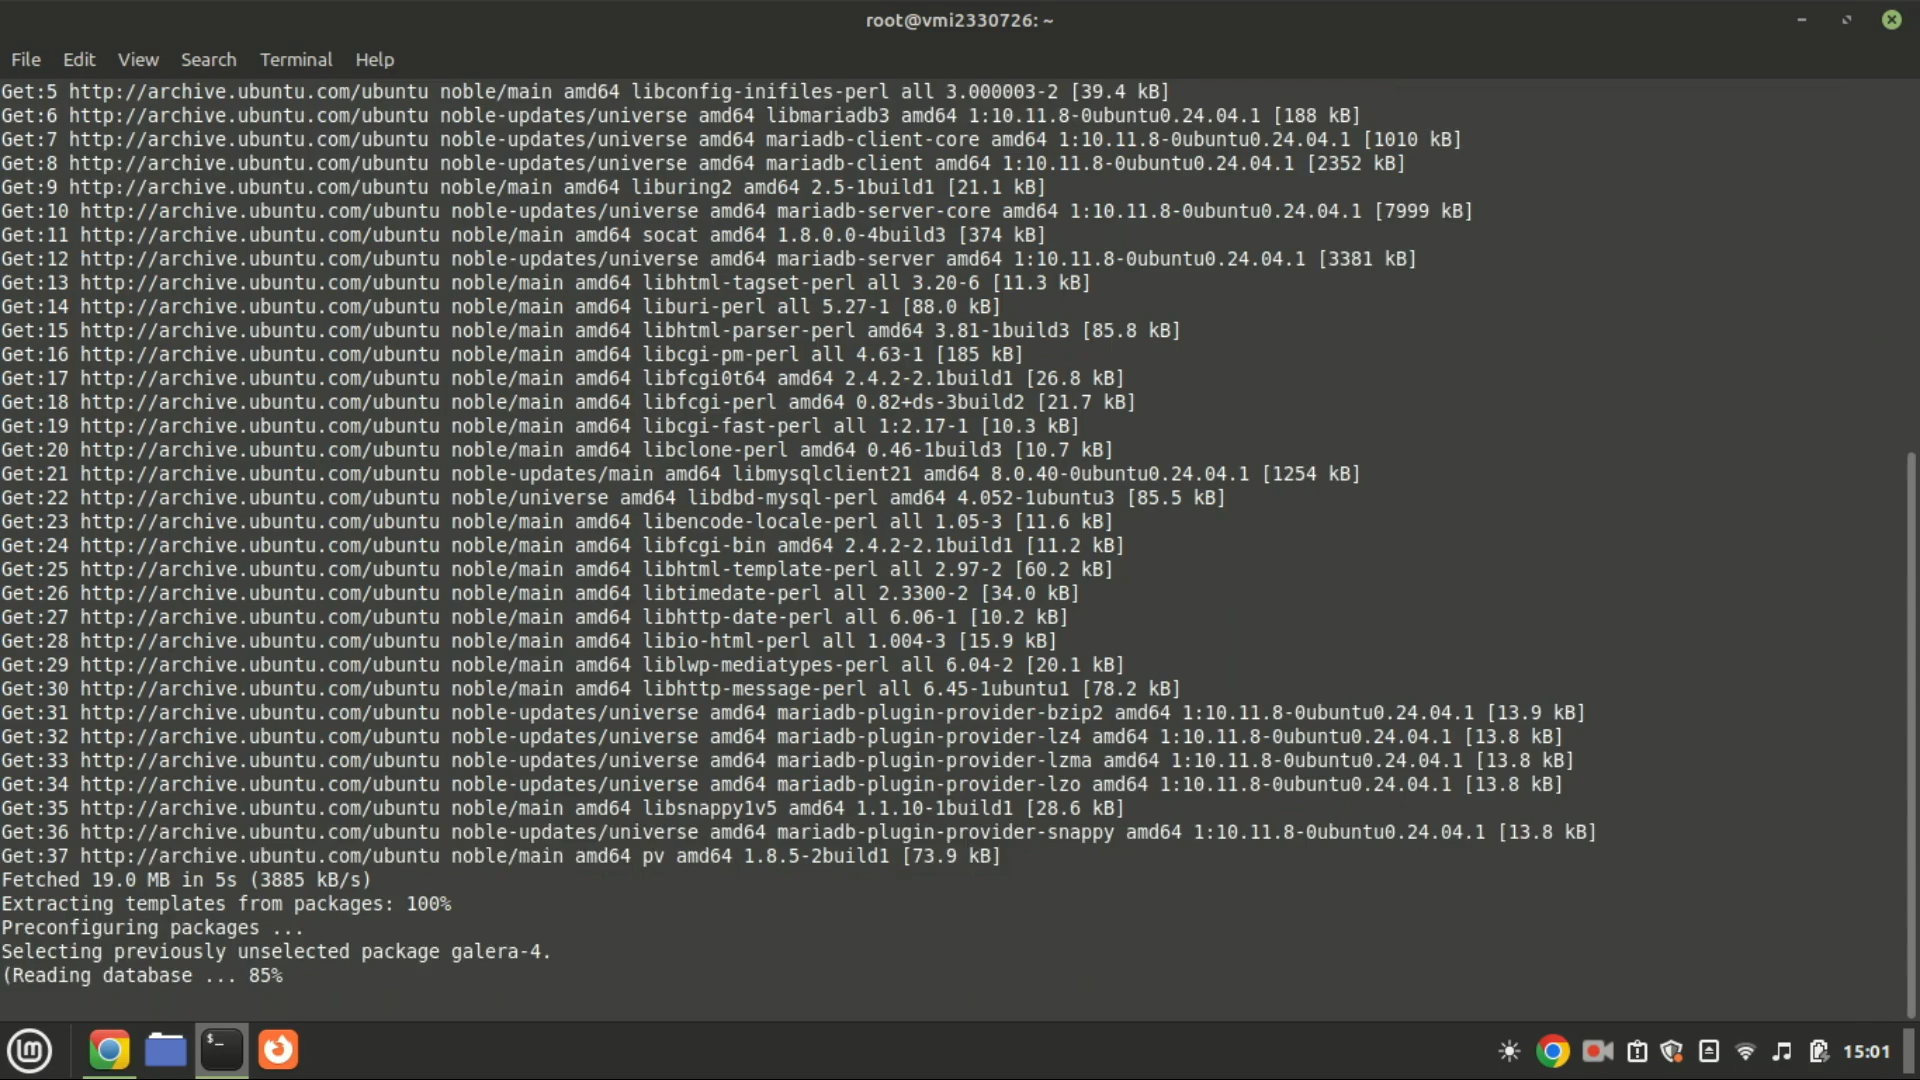 root@vmi2330726: ~
File Edit View Search Terminal Help
Get:5 http://archive.ubuntu.com/ubuntu noble/main amd64 libconfig-inifiles-perl all 3.000003-2 [39.4 kB]
Get:6 http://archive.ubuntu.com/ubuntu noble-updates/universe amd64 libmariadb3 amd64 1:10.11.8-0ubuntu0.24.04.1 [188 kB]
Get:7 http://archive.ubuntu.com/ubuntu noble-updates/universe amd64 mariadb-client-core amd64 1:10.11.8-0ubuntu0.24.04.1 [1010 kB]
Get:8 http://archive.ubuntu.com/ubuntu noble-updates/universe amd64 mariadb-client amd64 1:10.11.8-0ubuntu0.24.04.1 [2352 kB]
Get:9 http://archive.ubuntu.com/ubuntu noble/main amd64 liburing2 amd64 2.5-1build1 [21.1 kB]
Get:10 http://archive.ubuntu.com/ubuntu noble-updates/universe amd64 mariadb-server-core amd64 1:10.11.8-0ubuntu0.24.04.1 [7999 kB]
Get:11 http://archive.ubuntu.com/ubuntu noble/main amd64 socat amd64 1.8.0.0-4build3 [374 kB]
Get:12 http://archive.ubuntu.com/ubuntu noble-updates/universe amd64 mariadb-server amd64 1:10.11.8-0ubuntu0.24.04.1 [3381 kB]
Get:13 http://archive.ubuntu.com/ubuntu noble/main amd64 libhtml-tagset-perl all 3.20-6 [11.3 kB]
Get:14 http://archive.ubuntu.com/ubuntu noble/main amd64 liburi-perl all 5.27-1 [88.0 kB]
Get:15 http://archive.ubuntu.com/ubuntu noble/main amd64 libhtml-parser-perl amd64 3.81-1build3 [85.8 kB]
Get:16 http://archive.ubuntu.com/ubuntu noble/main amd64 libcgi-pm-perl all 4.63-1 [185 kB]
Get:17 http://archive.ubuntu.com/ubuntu noble/main amd64 libfcgi0t64 amd64 2.4.2-2.1build1 [26.8 kB]
Get:18 http://archive.ubuntu.com/ubuntu noble/main amd64 libfcgi-perl amd64 0.82+ds-3build2 [21.7 kB]
Get:19 http://archive.ubuntu.com/ubuntu noble/main amd64 libcgi-fast-perl all 1:2.17-1 [10.3 kB]
Get:20 http://archive.ubuntu.com/ubuntu noble/main amd64 libclone-perl amd64 0.46-1build3 [10.7 kB]
Get:21 http://archive.ubuntu.com/ubuntu noble-updates/main amd64 libmysqlclient21 amd64 8.0.40-0ubuntu0.24.04.1 [1254 kB]
Get:22 http://archive.ubuntu.com/ubuntu noble/universe amd64 libdbd-mysql-perl amd64 4.052-1ubuntu3 [85.5 kB]
Get:23 http://archive.ubuntu.com/ubuntu noble/main amd64 libencode-locale-perl all 1.05-3 [11.6 kB]
Get:24 http://archive.ubuntu.com/ubuntu noble/main amd64 libfcgi-bin amd64 2.4.2-2.1build1 [11.2 kB]
Get:25 http://archive.ubuntu.com/ubuntu noble/main amd64 libhtml-template-perl all 2.97-2 [60.2 kB]
Get:26 http://archive.ubuntu.com/ubuntu noble/main amd64 libtimedate-perl all 2.3300-2 [34.0 kB]
Get:27 http://archive.ubuntu.com/ubuntu noble/main amd64 libhttp-date-perl all 6.06-1 [10.2 kB]
Get:28 http://archive.ubuntu.com/ubuntu noble/main amd64 libio-html-perl all 1.004-3 [15.9 kB]
Get:29 http://archive.ubuntu.com/ubuntu noble/main amd64 liblwp-mediatypes-perl all 6.04-2 [20.1 kB]
Get:30 http://archive.ubuntu.com/ubuntu noble/main amd64 libhttp-message-perl all 6.45-1ubuntu1 [78.2 kB]
Get:31 http://archive.ubuntu.com/ubuntu noble-updates/universe amd64 mariadb-plugin-provider-bzip2 amd64 1:10.11.8-0ubuntu0.24.04.1 [13.9 kB]
Get:32 http://archive.ubuntu.com/ubuntu noble-updates/universe amd64 mariadb-plugin-provider-lz4 amd64 1:10.11.8-0ubuntu0.24.04.1 [13.8 kB]
Get:33 http://archive.ubuntu.com/ubuntu noble-updates/universe amd64 mariadb-plugin-provider-lzma amd64 1:10.11.8-0ubuntu0.24.04.1 [13.8 kB]
Get:34 http://archive.ubuntu.com/ubuntu noble-updates/universe amd64 mariadb-plugin-provider-lzo amd64 1:10.11.8-0ubuntu0.24.04.1 [13.8 kB]
Get:35 http://archive.ubuntu.com/ubuntu noble/main amd64 libsnappy1v5 amd64 1.1.10-1build1 [28.6 kB]
Get:36 http://archive.ubuntu.com/ubuntu noble-updates/universe amd64 mariadb-plugin-provider-snappy amd64 1:10.11.8-0ubuntu0.24.04.1 [13.8 kB]
Get:37 http://archive.ubuntu.com/ubuntu noble/main amd64 pv amd64 1.8.5-2build1 [73.9 kB]
Fetched 19.0 MB in 5s (3885 kB/s)
Extracting templates from packages: 100%
Preconfiguring packages ...
Selecting previously unselected package galera-4.
(Reading database ... 85%
15:01